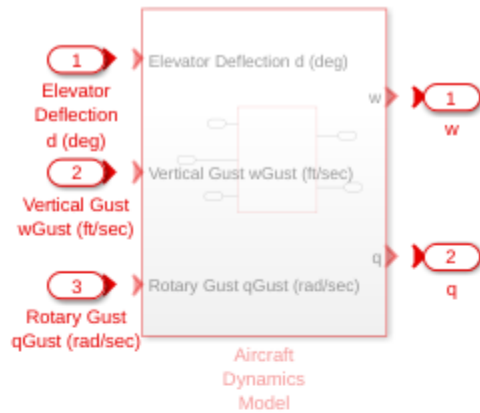 1
Elevator
Deflection
d (deg)
2
Vertical Gust
wGust (ft/sec)
3
Rotary Gust
qGust (rad/sec)
Elevator Deflection d (deg)
Vertical Gust wGust (ft/sec)
Rotary Gust qGust (rad/sec)
w
q
Aircraft
Dynamics
Model
1
w
2
q